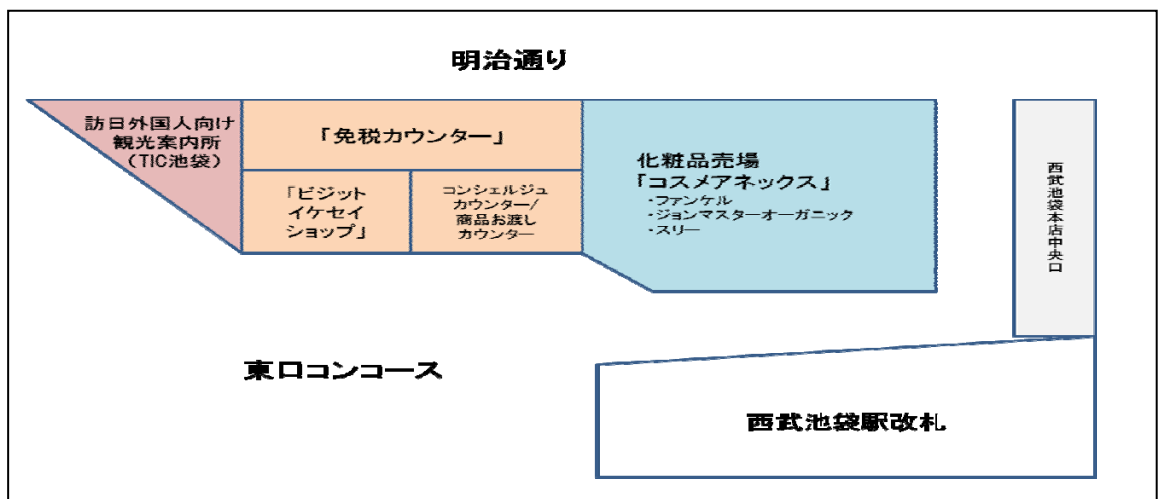 明治通り
訪日外国人向け
観光案内所
（TIC池袋）
「免税カウンター」
「ビジット
イケセイ
ショップ」
コンシェルジュ
カウンター/
商品お渡し
カウンター
化粧品売場
「コスメアネックス」
・ファンケル
・ジョンマスターオーガニック
・スリー
西武池袋本店中央口
東口コンコース
西武池袋駅改札